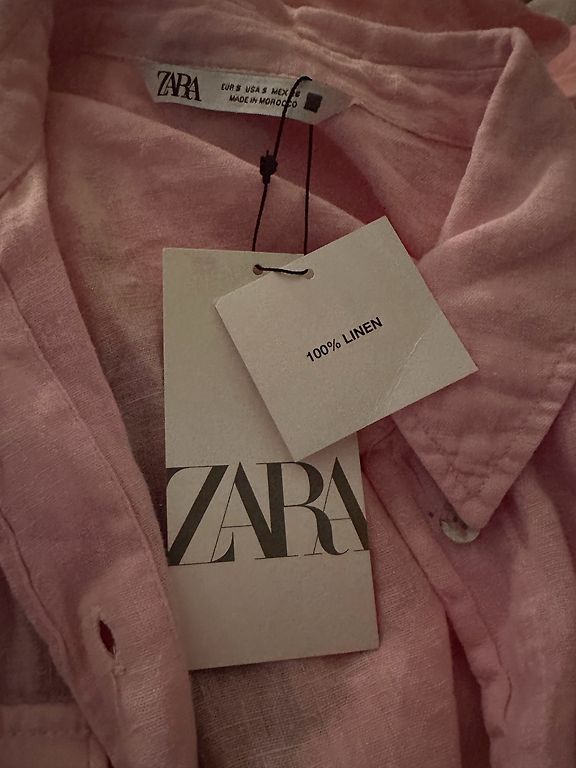 ZARA
EUR S USA S MEX 26
MADE IN MOROCCO
100% LINEN
ZARA